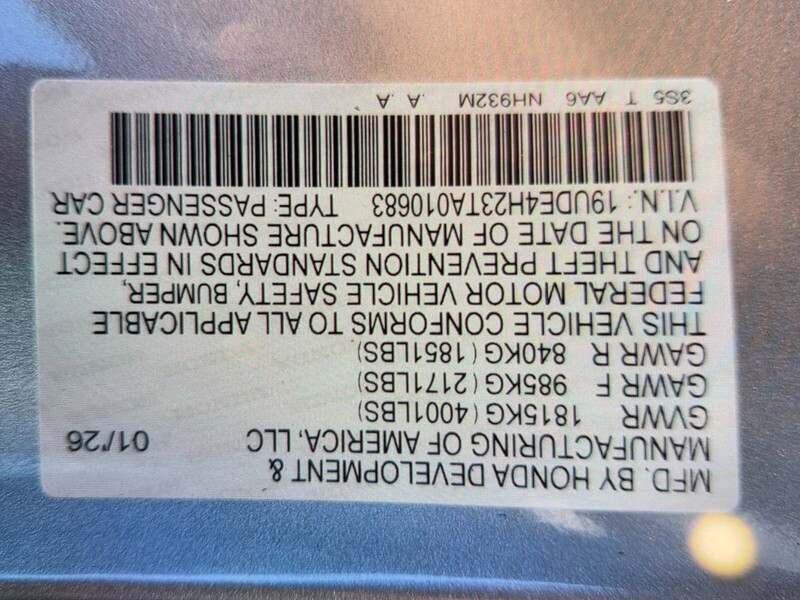 MFD. BY HONDA DEVELOPMENT &
MANUFACTURING OF AMERICA, LLC 01/'26
GVWR 1815KG (4001LBS)
GAWR F 985KG (2171LBS)
GAWR R 840KG (1851LBS)
THIS VEHICLE CONFORMS TO ALL APPLICABLE
FEDERAL MOTOR VEHICLE SAFETY, BUMPER,
AND THEFT PREVENTION STANDARDS IN EFFECT
ON THE DATE OF MANUFACTURE SHOWN ABOVE.
V.I.N.: 19UDE4H23TA010683 TYPE: PASSENGER CAR
3S5 T AA6 NH932M .A .A A